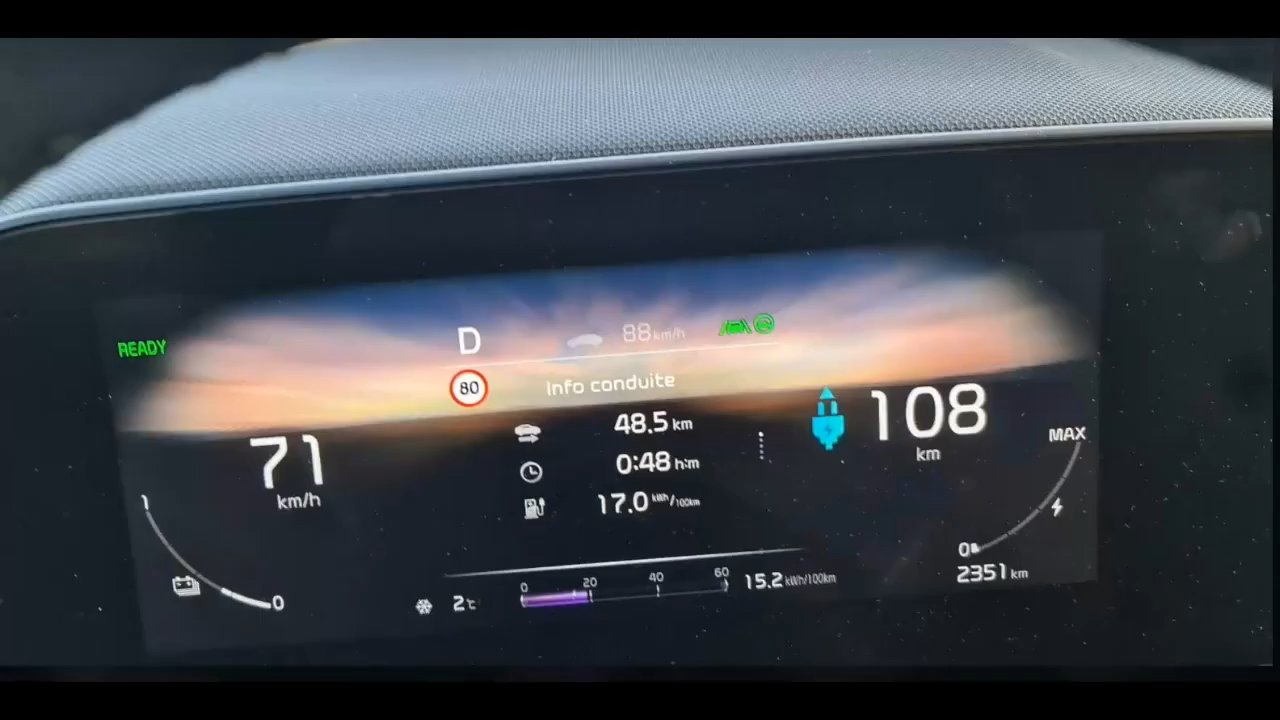 READY
D
88 km/h
80
Info conduite
71
km/h
48.5 km
0:48 h:m
17.0 kWh/100km
108
km
MAX
1
0
2°C
0 20 40 60
15.2 kWh/100km
0
2351 km